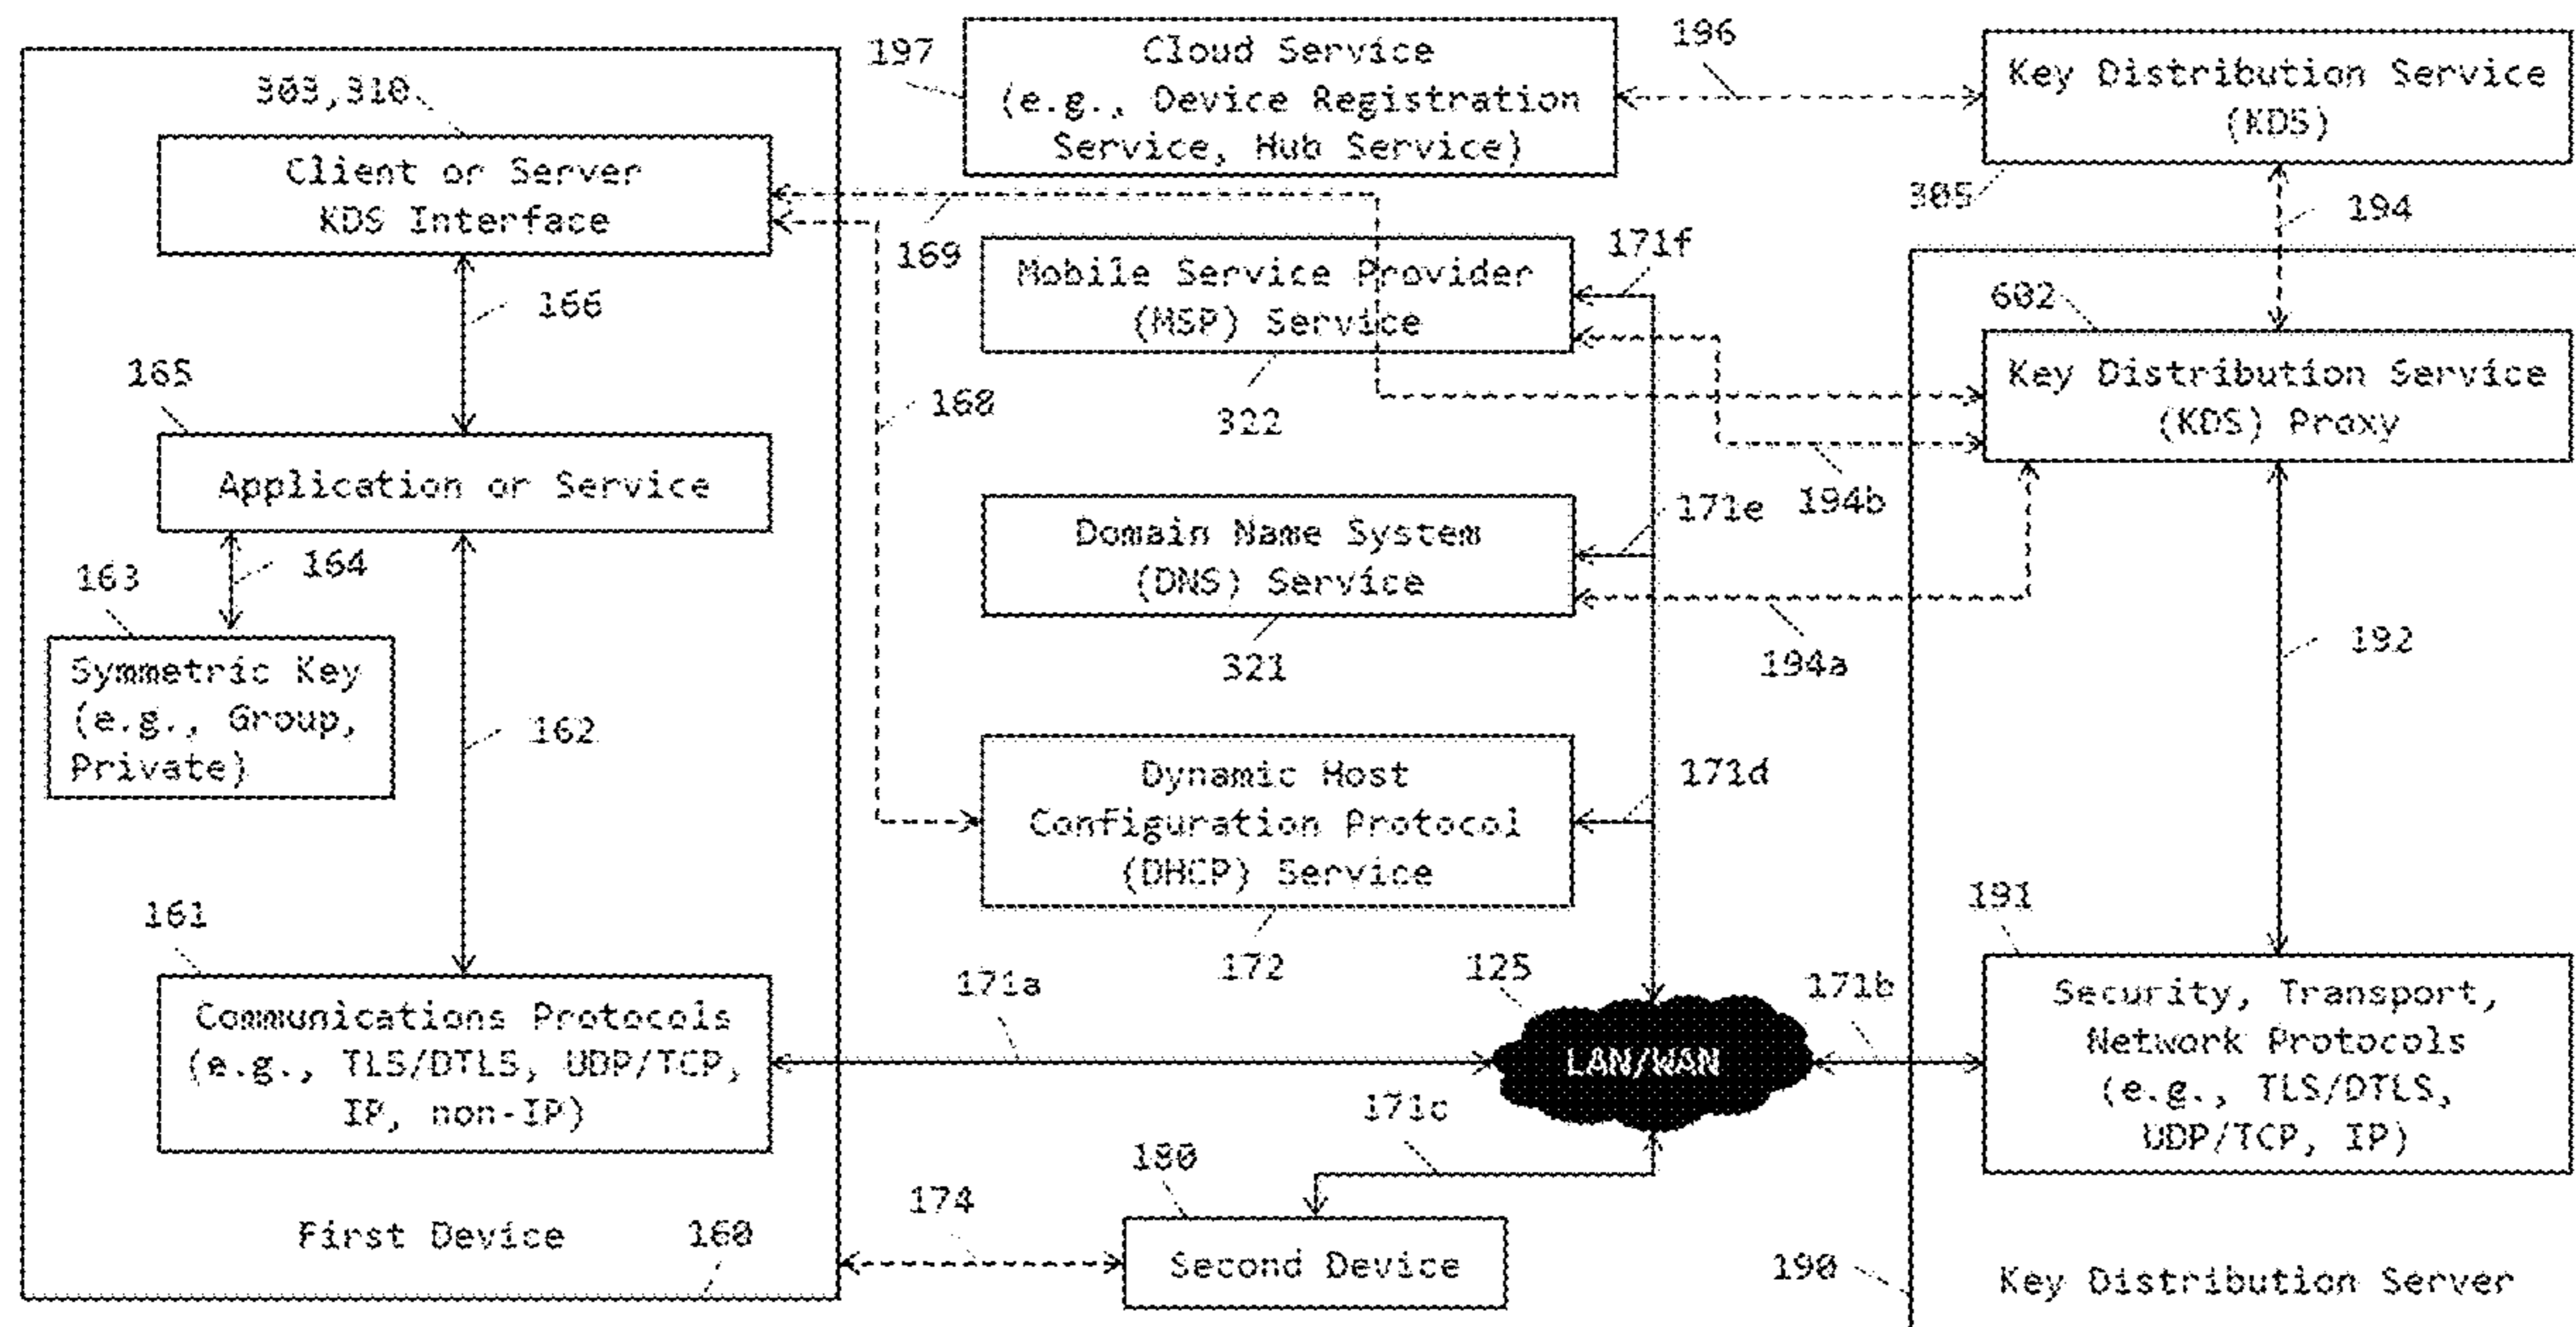 303,310
Client or Server
KDS Interface
166
165
Application or Service
163
164
Symmetric Key
(e.g., Group,
Private)
162
161
Communications Protocols
(e.g., TLS/DTLS, UDP/TCP,
IP, non-IP)
First Device
160
197
Cloud Service
(e.g., Device Registration
Service, Hub Service)
196
169
168
Mobile Service Provider
(MSP) Service
171f
322
Domain Name System
(DNS) Service
171e
194b
321
194a
Dynamic Host
Configuration Protocol
(DHCP) Service
171d
172
171a
125
LAN/WAN
171b
171c
180
174
Second Device
Key Distribution Service
(KDS)
305
194
602
Key Distribution Service
(KDS) Proxy
192
191
Security, Transport,
Network Protocols
(e.g., TLS/DTLS,
UDP/TCP, IP)
190
Key Distribution Server